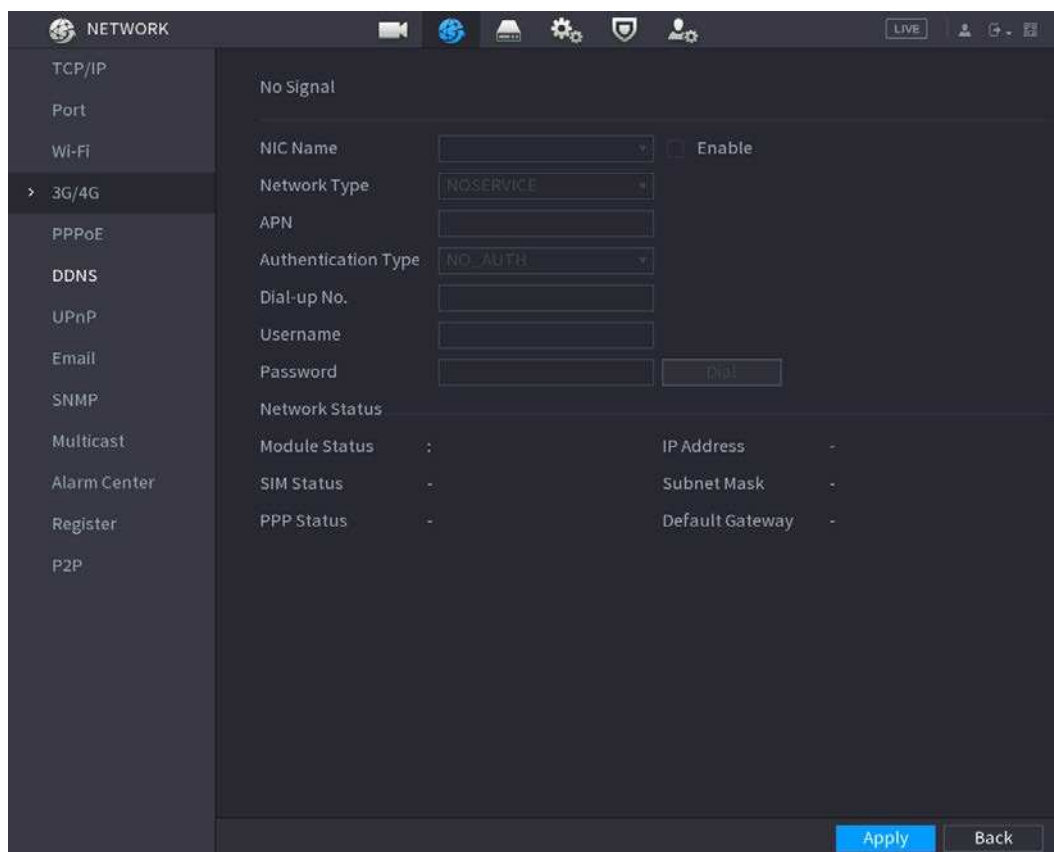 NETWORK
LIVE
TCP/IP
Port
Wi-Fi
3G/4G
PPPoE
DDNS
UPnP
Email
SNMP
Multicast
Alarm Center
Register
P2P
No Signal
NIC Name Enable
Network Type NOSERVICE
APN
Authentication Type NO_AUTH
Dial-up No.
Username
Password Dial
Network Status
Module Status : IP Address -
SIM Status - Subnet Mask -
PPP Status - Default Gateway -
Apply Back